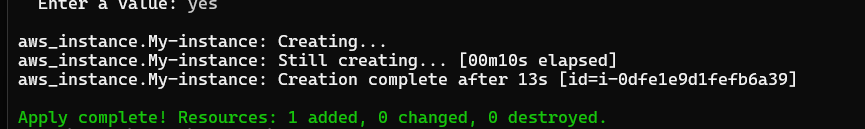 Enter a value: yes
aws_instance.My-instance: Creating...
aws_instance.My-instance: Still creating... [00m10s elapsed]
aws_instance.My-instance: Creation complete after 13s [id=i-0dfe1e9d1fefb6a39]
Apply complete! Resources: 1 added, 0 changed, 0 destroyed.